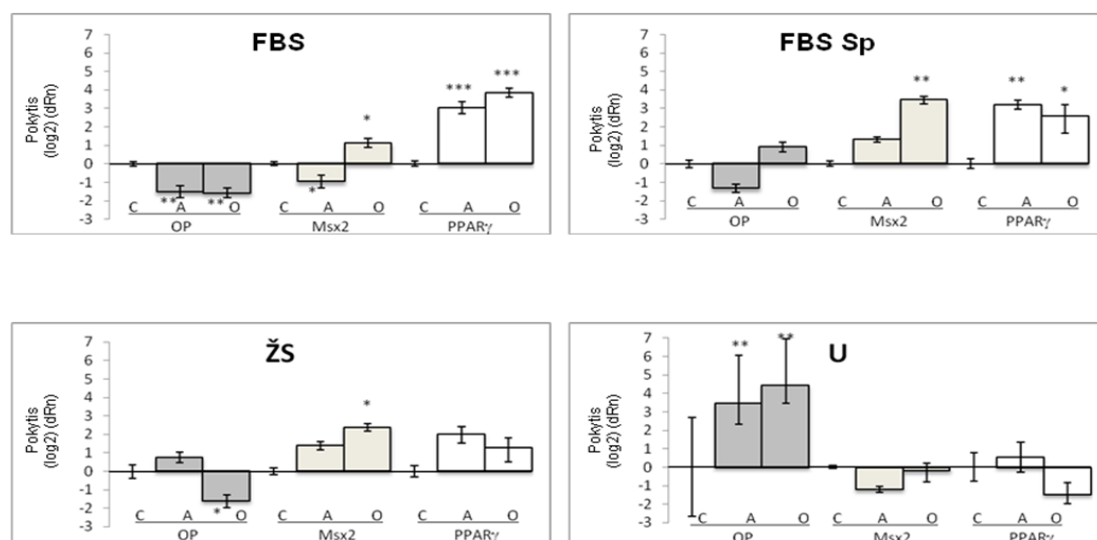 FBS
Pokytis
(log2) (dRn)
7
6
5
4
3
2
1
0
-1
-2
-3
** ** * * *** ***
C A O C A O C A O
OP Msx2 PPARγ
FBS Sp
Pokytis
(log2) (dRn)
7
6
5
4
3
2
1
0
-1
-2
-3
** ** *
C A O C A O C A O
OP Msx2 PPARγ
ŽS
Pokytis
(log2) (dRn)
7
6
5
4
3
2
1
0
-1
-2
-3
* *
C A O C A O C A O
OP Msx2 PPARγ
U
Pokytis
(log2) (dRn)
7
6
5
4
3
2
1
0
-1
-2
-3
** **
C A O C A O C A O
OP Msx2 PPARγ